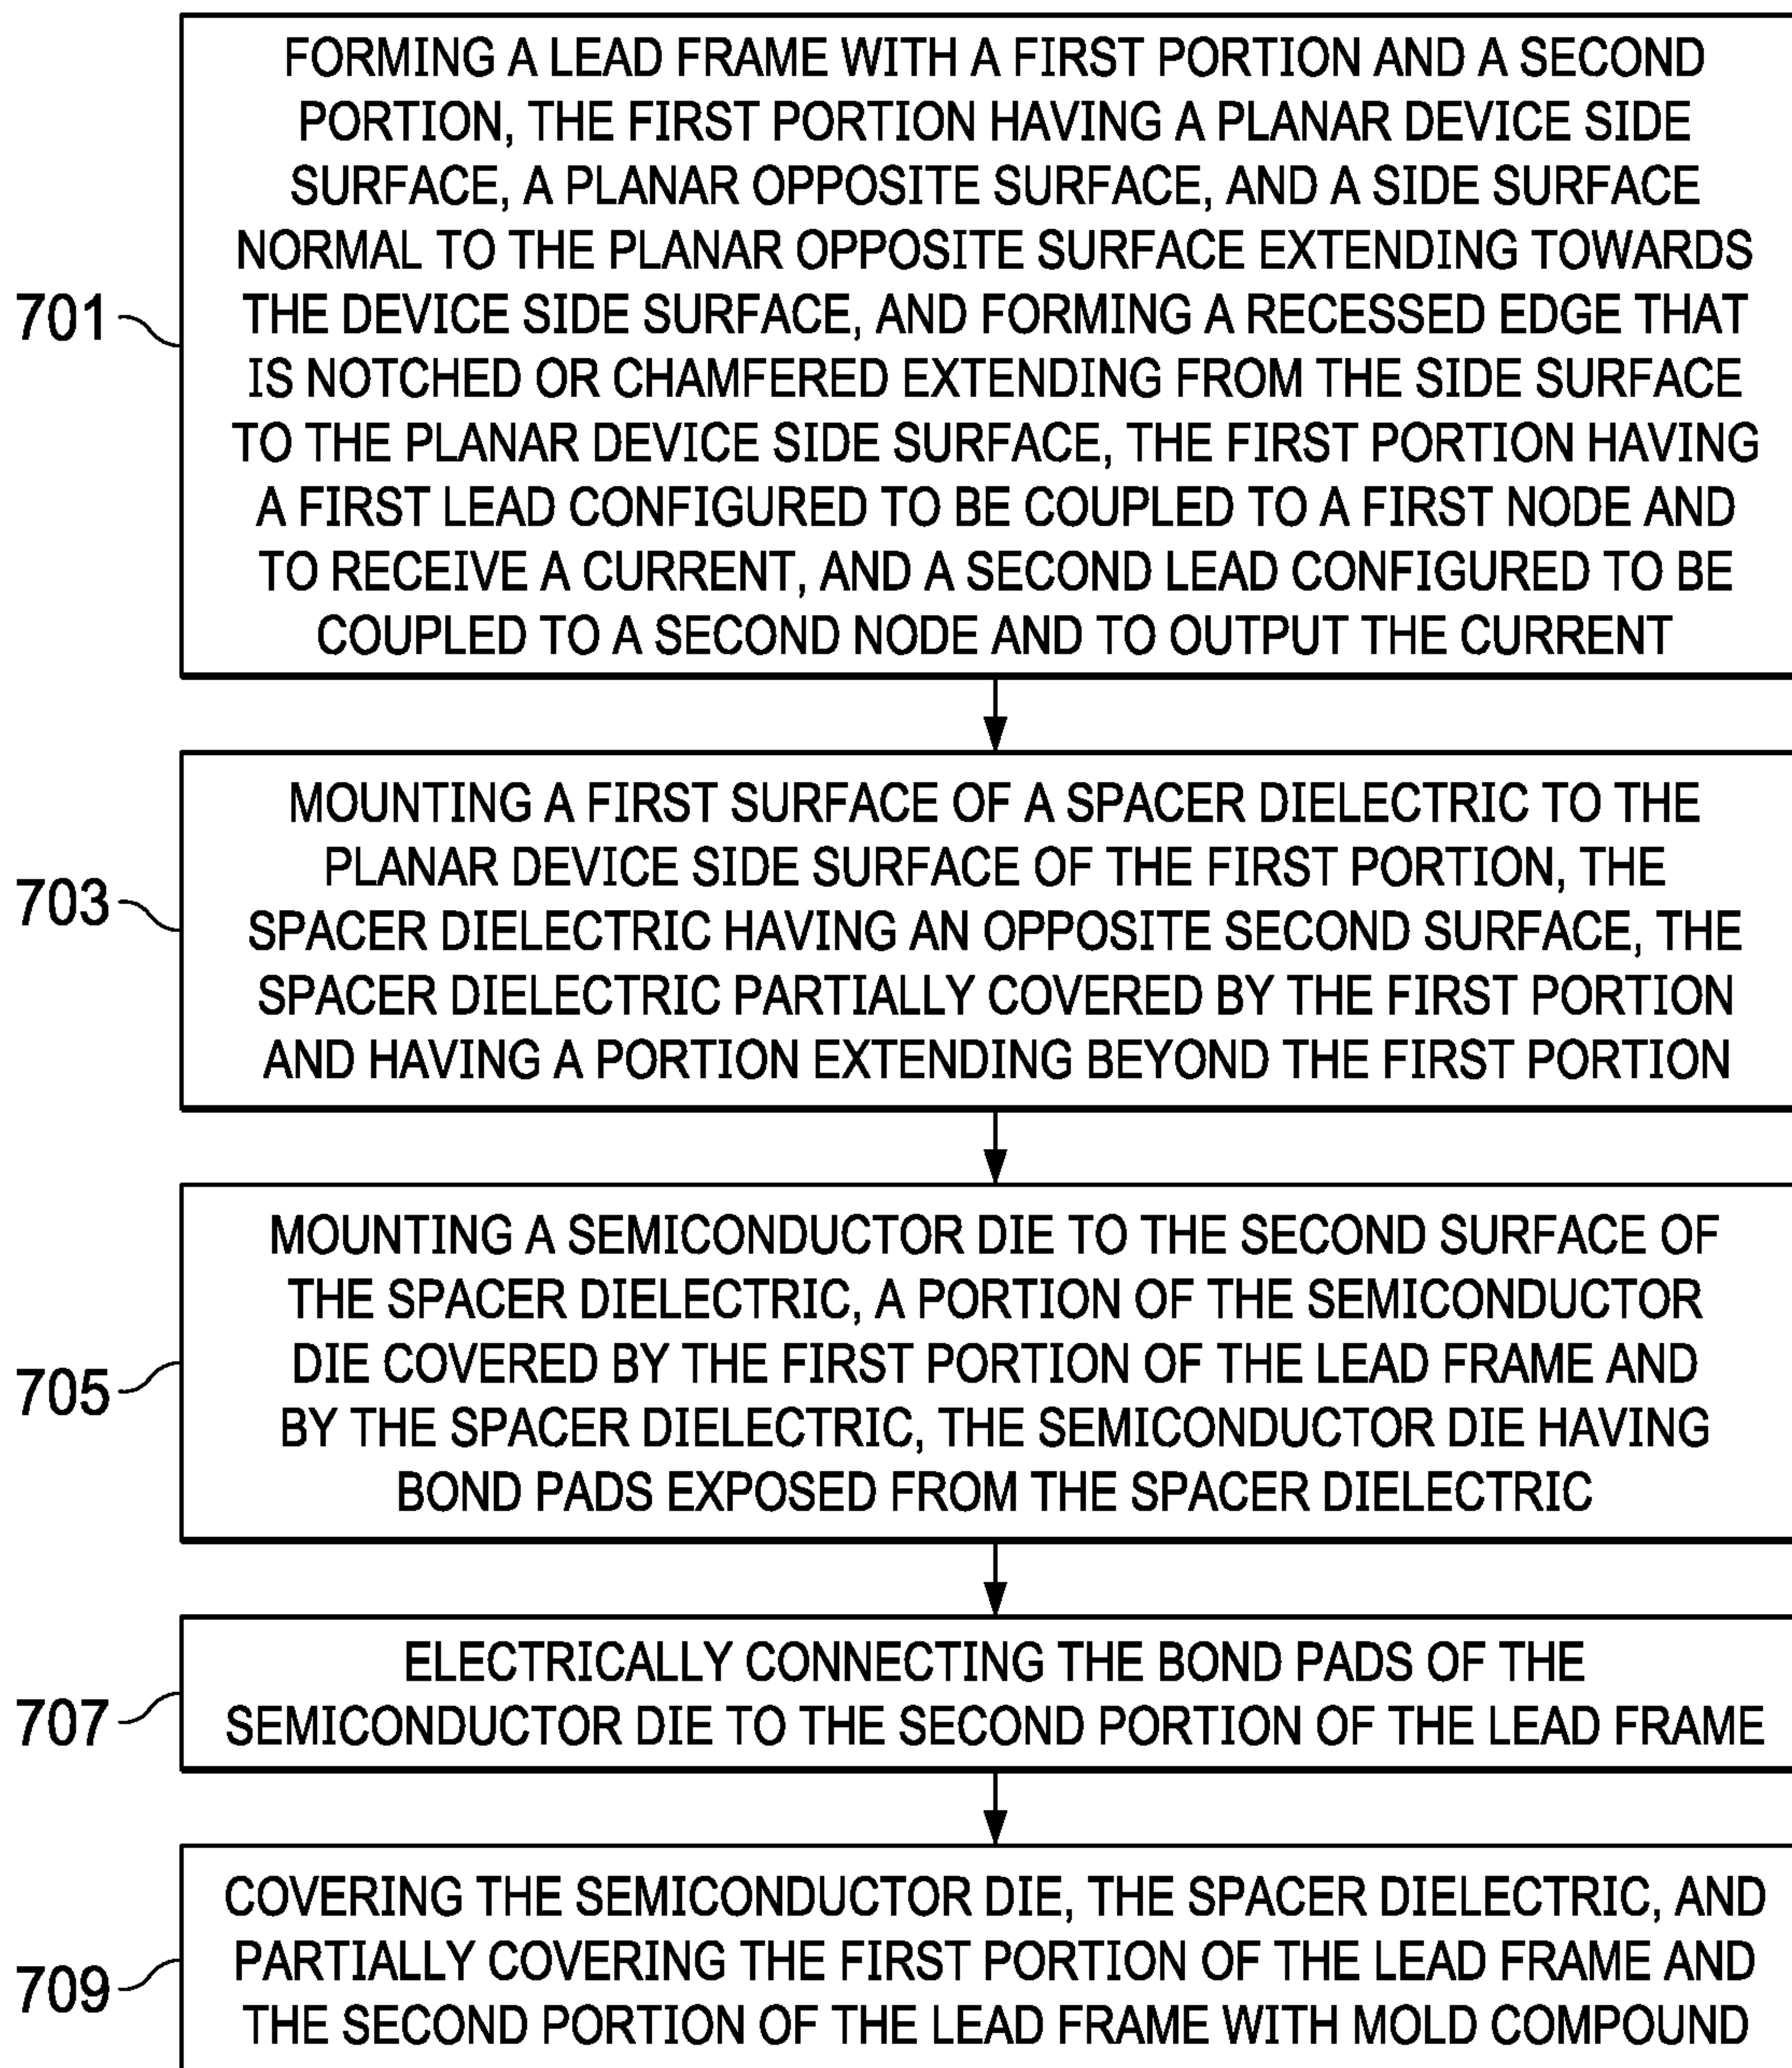 FORMING A LEAD FRAME WITH A FIRST PORTION AND A SECOND
PORTION, THE FIRST PORTION HAVING A PLANAR DEVICE SIDE
SURFACE, A PLANAR OPPOSITE SURFACE, AND A SIDE SURFACE
NORMAL TO THE PLANAR OPPOSITE SURFACE EXTENDING TOWARDS
THE DEVICE SIDE SURFACE, AND FORMING A RECESSED EDGE THAT
IS NOTCHED OR CHAMFERED EXTENDING FROM THE SIDE SURFACE
TO THE PLANAR DEVICE SIDE SURFACE, THE FIRST PORTION HAVING
A FIRST LEAD CONFIGURED TO BE COUPLED TO A FIRST NODE AND
TO RECEIVE A CURRENT, AND A SECOND LEAD CONFIGURED TO BE
COUPLED TO A SECOND NODE AND TO OUTPUT THE CURRENT
701
MOUNTING A FIRST SURFACE OF A SPACER DIELECTRIC TO THE
PLANAR DEVICE SIDE SURFACE OF THE FIRST PORTION, THE
SPACER DIELECTRIC HAVING AN OPPOSITE SECOND SURFACE, THE
SPACER DIELECTRIC PARTIALLY COVERED BY THE FIRST PORTION
AND HAVING A PORTION EXTENDING BEYOND THE FIRST PORTION
703
MOUNTING A SEMICONDUCTOR DIE TO THE SECOND SURFACE OF
THE SPACER DIELECTRIC, A PORTION OF THE SEMICONDUCTOR
DIE COVERED BY THE FIRST PORTION OF THE LEAD FRAME AND
BY THE SPACER DIELECTRIC, THE SEMICONDUCTOR DIE HAVING
BOND PADS EXPOSED FROM THE SPACER DIELECTRIC
705
ELECTRICALLY CONNECTING THE BOND PADS OF THE
SEMICONDUCTOR DIE TO THE SECOND PORTION OF THE LEAD FRAME
707
COVERING THE SEMICONDUCTOR DIE, THE SPACER DIELECTRIC, AND
PARTIALLY COVERING THE FIRST PORTION OF THE LEAD FRAME AND
THE SECOND PORTION OF THE LEAD FRAME WITH MOLD COMPOUND
709